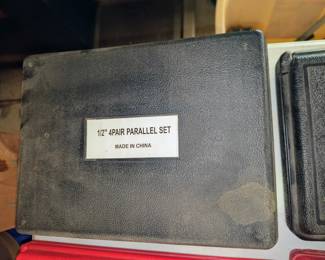 1/2" 4PAIR PARALLEL SET
MADE IN CHINA